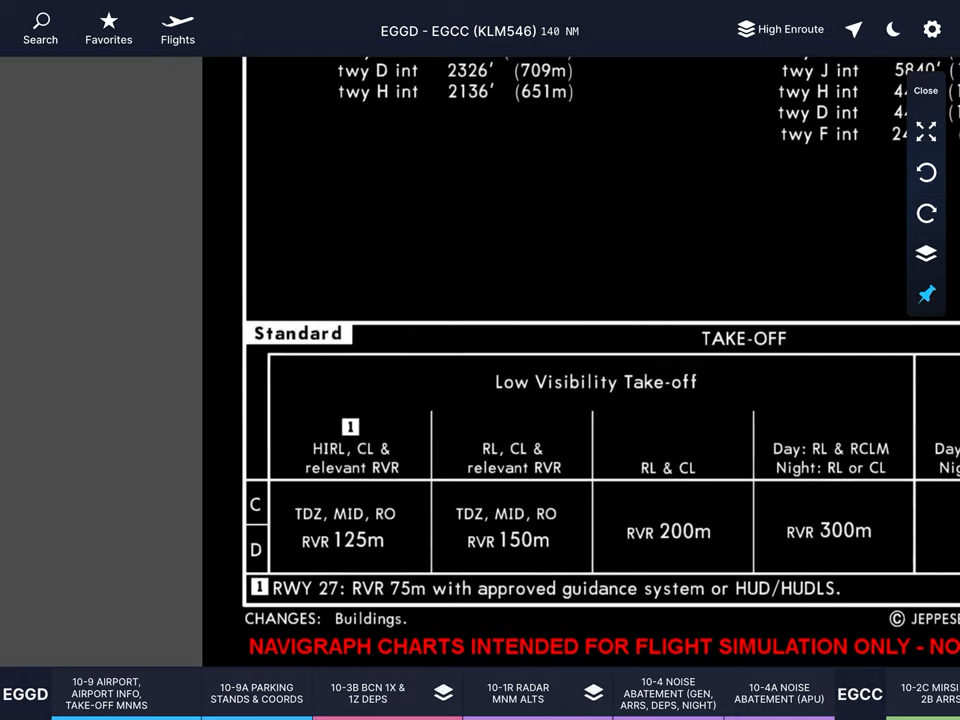 Search
Favorites
Flights
EGGD - EGCC (KLM546) 140 NM
High Enroute
twy D int 2326' (709m)
twy H int 2136' (651m)
twy J int 5840'
twy H int
twy D int
twy F int
Close
Standard
TAKE-OFF
Low Visibility Take-off
1
HIRL, CL &
relevant RVR
RL, CL &
relevant RVR
RL & CL
Day: RL & RCLM
Night: RL or CL
C
D
TDZ, MID, RO
RVR 125m
TDZ, MID, RO
RVR 150m
RVR 200m
RVR 300m
1 RWY 27: RVR 75m with approved guidance system or HUD/HUDLS.
CHANGES: Buildings.
© JEPPESE
NAVIGRAPH CHARTS INTENDED FOR FLIGHT SIMULATION ONLY - NO
EGGD
10-9 AIRPORT,
AIRPORT INFO,
TAKE-OFF MNMS
10-9A PARKING
STANDS & COORDS
10-3B BCN 1X &
1Z DEPS
10-1R RADAR
MNM ALTS
10-4 NOISE
ABATEMENT (GEN,
ARRS, DEPS, NIGHT)
10-4A NOISE
ABATEMENT (APU)
EGCC
10-2C MIRSI
2B ARRS